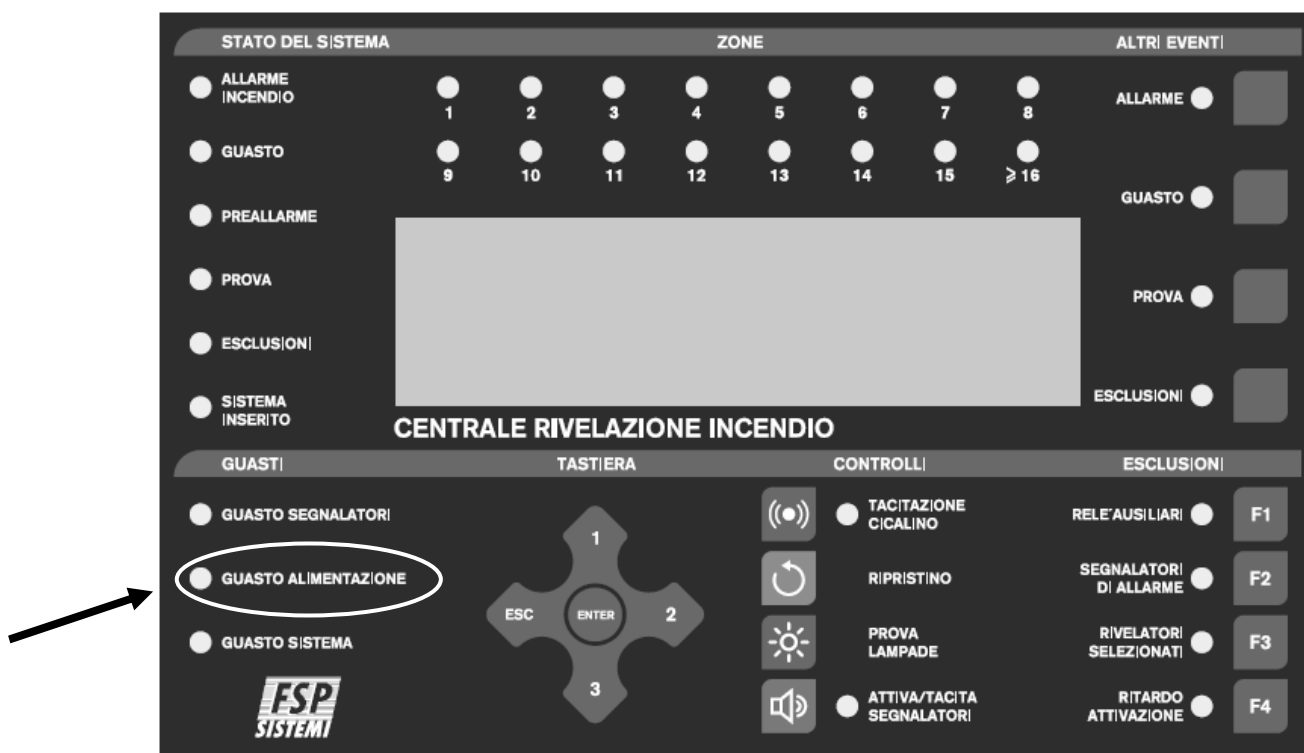 STATO DEL SISTEMA
ZONE
ALTRI EVENTI
ALLARME
INCENDIO
GUASTO
PREALLARME
PROVA
ESCLUSIONI
SISTEMA
INSERITO
1 2 3 4 5 6 7 8
9 10 11 12 13 14 15 ⩾ 16
ALLARME
GUASTO
PROVA
ESCLUSIONI
CENTRALE RIVELAZIONE INCENDIO
GUASTI
TASTIERA
CONTROLLI
ESCLUSIONI
GUASTO SEGNALATORI
GUASTO ALIMENTAZIONE
GUASTO SISTEMA
FSP
SISTEMI
1
ESC
ENTER
2
3
TACITAZIONE
CICALINO
RIPRISTINO
PROVA
LAMPADE
ATTIVA/TACITA
SEGNALATORI
RELE´AUSILIARI
F1
SEGNALATORI
DI ALLARME
F2
RIVELATORI
SELEZIONATI
F3
RITARDO
ATTIVAZIONE
F4